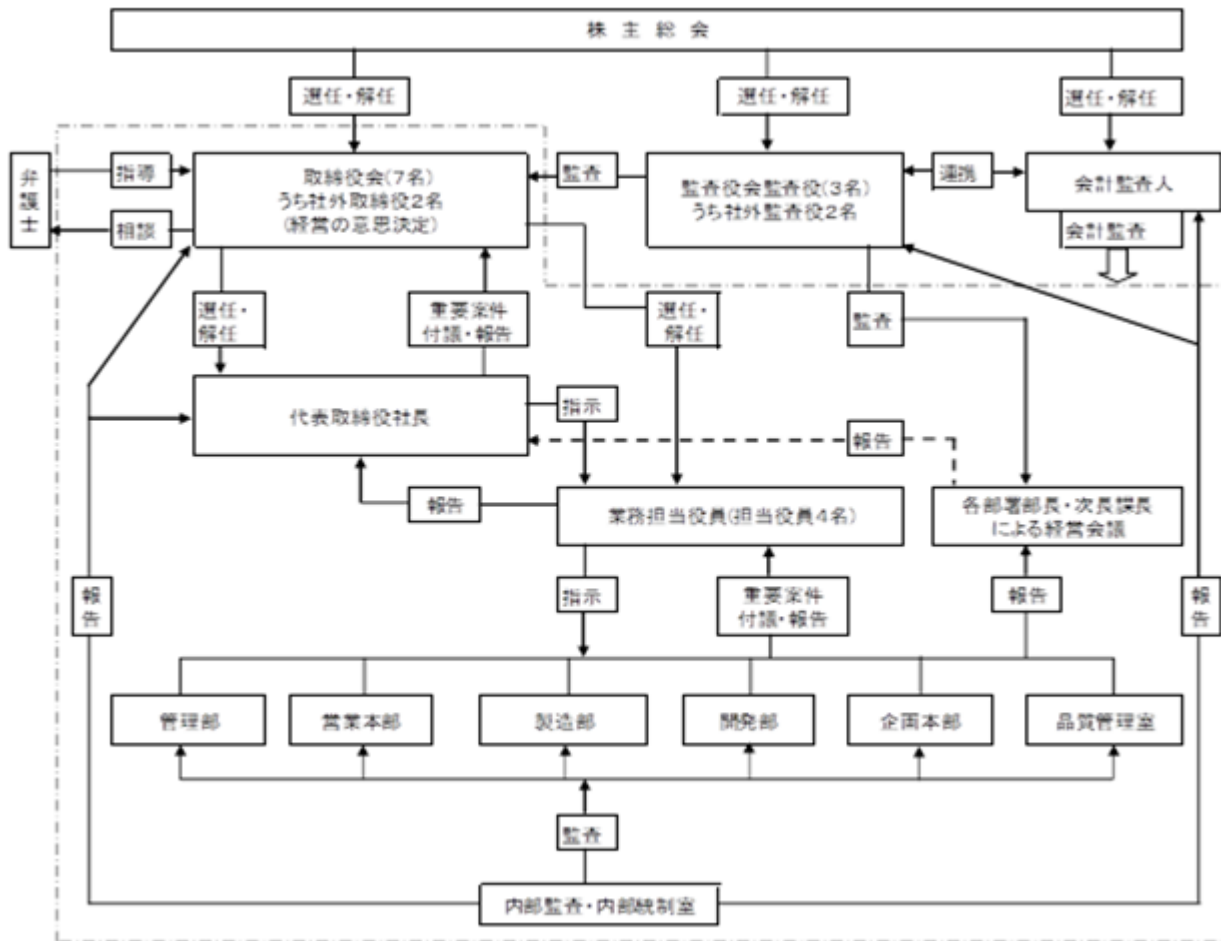 株主総会
選任・解任
選任・解任
選任・解任
弁護士
指導
相談
取締役会(7名)
うち社外取締役2名
(経営の意思決定)
監査
監査役会監査役(3名)
うち社外監査役2名
連携
会計監査人
会計監査
選任・
解任
重要案件
付議・報告
選任・
解任
監査
代表取締役社長
指示
報告
報告
業務担当役員(担当役員4名)
各部署部長・次長課長
による経営会議
報告
指示
重要案件
付議・報告
報告
報告
管理部
営業本部
製造部
開発部
企画本部
品質管理室
監査
内部監査・内部統制室